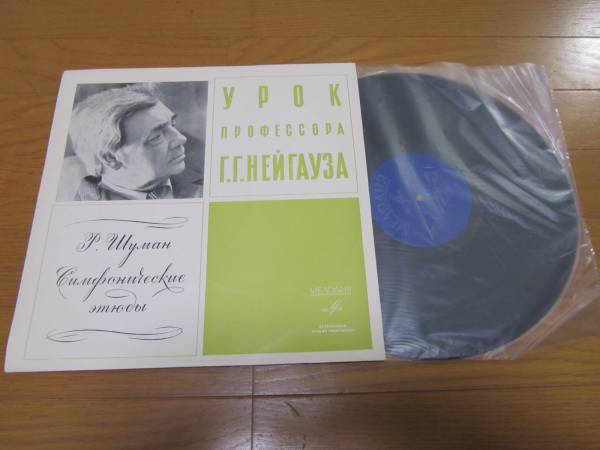 УРОК
ПРОФЕССОРА
Г.Г.НЕЙГАУЗА
Р. Шуман
Симфонические
этюды
МЕЛОДИЯ